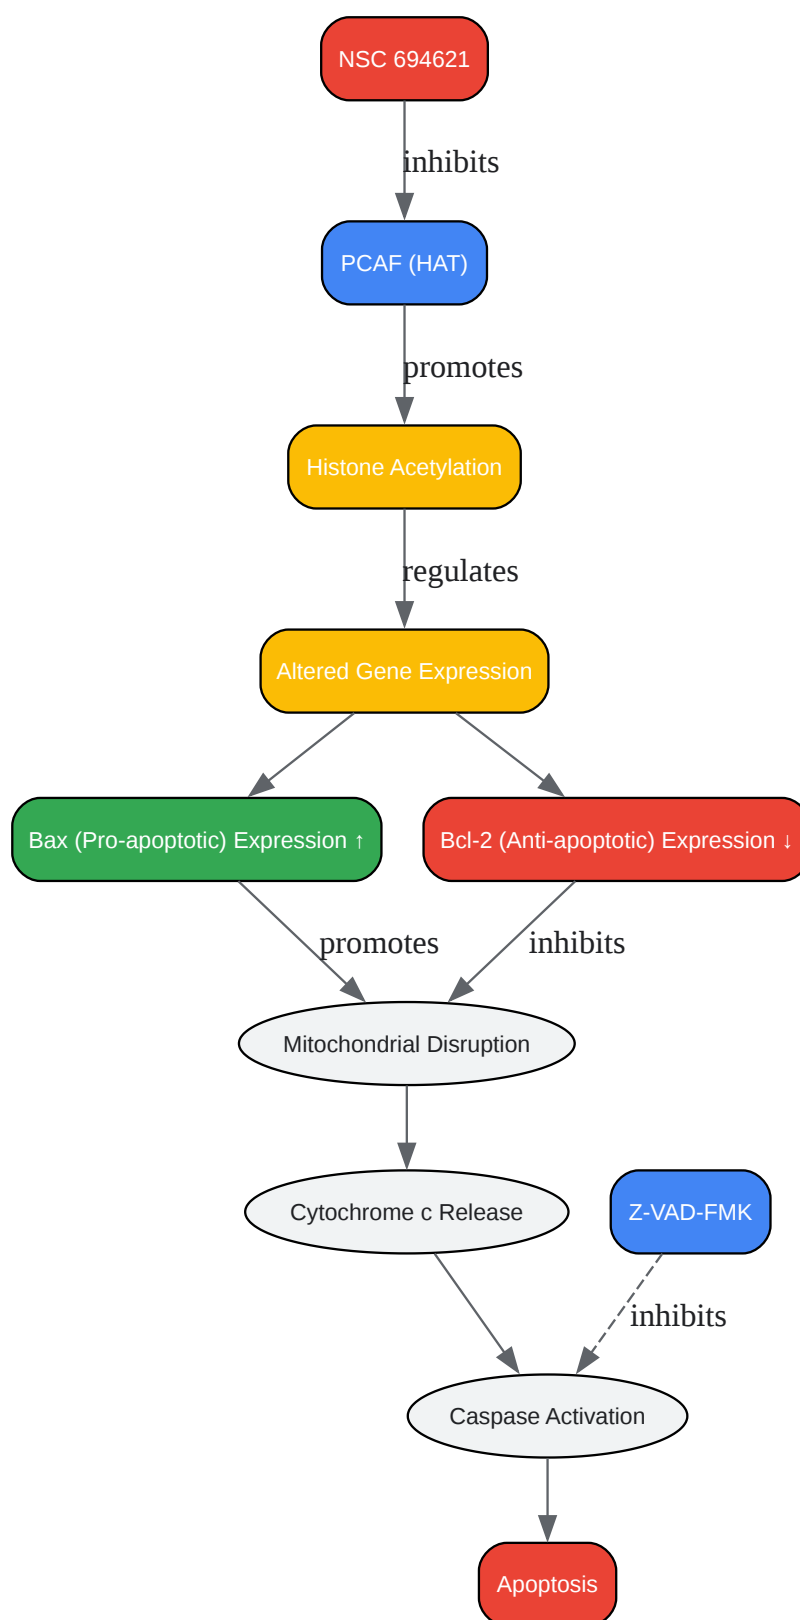 NSC 694621
inhibits
PCAF (HAT)
promotes
Histone Acetylation
regulates
Altered Gene Expression
Bax (Pro-apoptotic) Expression ↑
Bcl-2 (Anti-apoptotic) Expression ↓
promotes
inhibits
Mitochondrial Disruption
Cytochrome c Release
Z-VAD-FMK
inhibits
Caspase Activation
Apoptosis